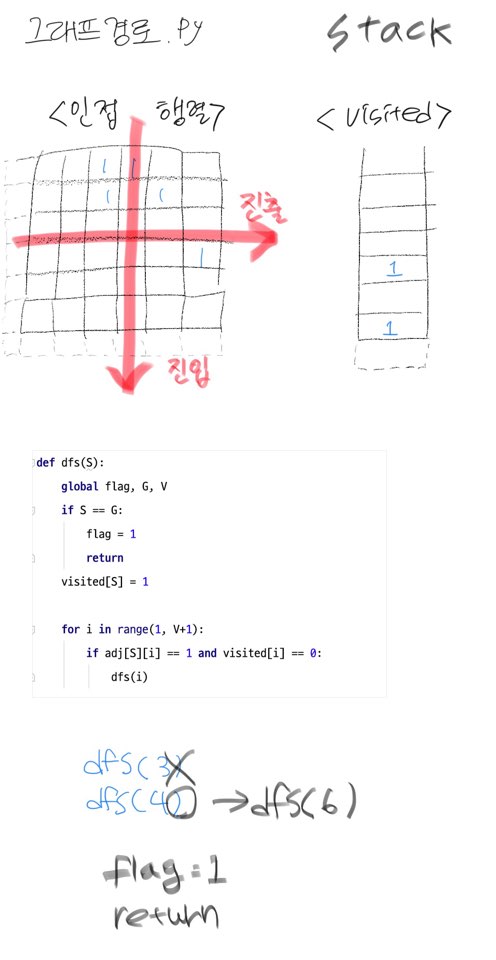 그래프경로.py
Stack
<인접 행렬>
<visited>
1 1
1 1
진출
1
1
1
진입
def dfs(S):
global flag, G, V
if S == G:
flag = 1
return
visited[S] = 1
for i in range(1, V+1):
if adj[S][i] == 1 and visited[i] == 0:
dfs(i)
dfs(3)
dfs(4) → dfs(6)
flag = 1
return